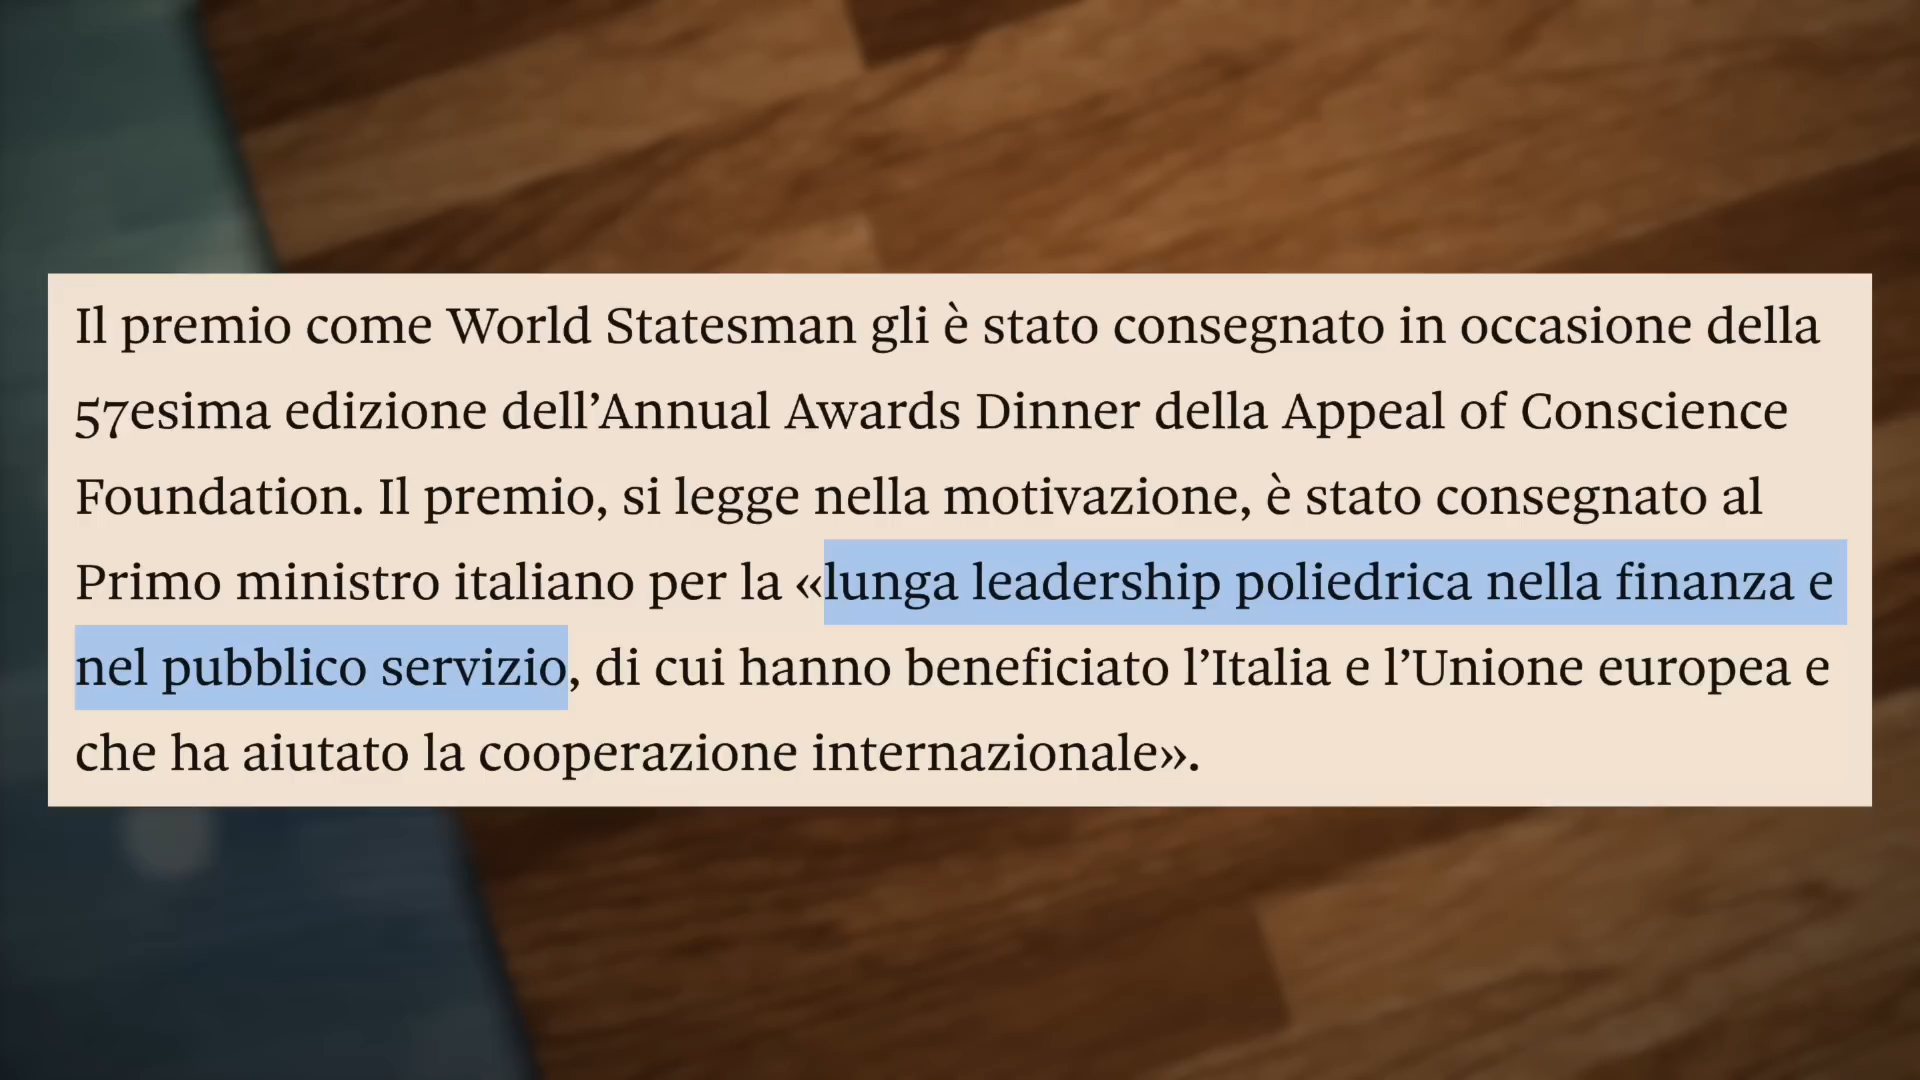 Il premio come World Statesman gli è stato consegnato in occasione della
57esima edizione dell’Annual Awards Dinner della Appeal of Conscience
Foundation. Il premio, si legge nella motivazione, è stato consegnato al
Primo ministro italiano per la «lunga leadership poliedrica nella finanza e
nel pubblico servizio, di cui hanno beneficiato l’Italia e l’Unione europea e
che ha aiutato la cooperazione internazionale».